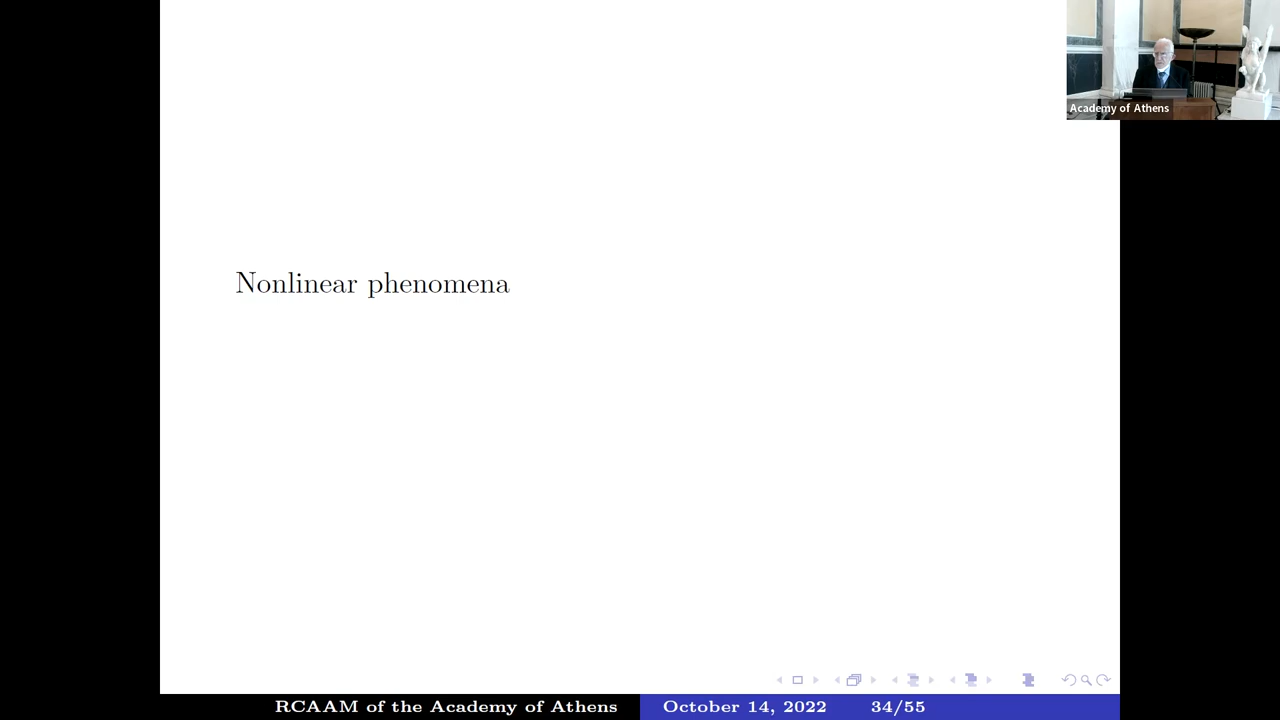 Academy of Athens
Nonlinear phenomena
RCAAM of the Academy of Athens October 14, 2022 34/55